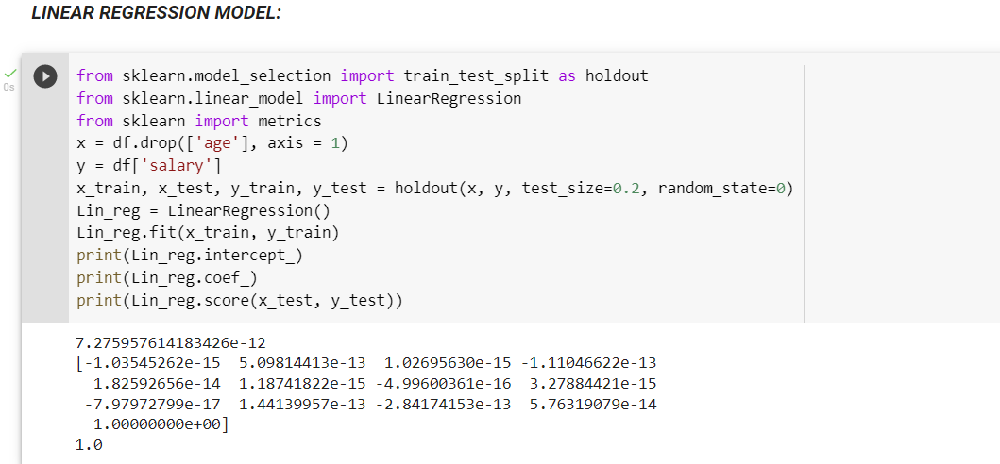 LINEAR REGRESSION MODEL:
0s
from sklearn.model_selection import train_test_split as holdout
from sklearn.linear_model import LinearRegression
from sklearn import metrics
x = df.drop(['age'], axis = 1)
y = df['salary']
x_train, x_test, y_train, y_test = holdout(x, y, test_size=0.2, random_state=0)
Lin_reg = LinearRegression()
Lin_reg.fit(x_train, y_train)
print(Lin_reg.intercept_)
print(Lin_reg.coef_)
print(Lin_reg.score(x_test, y_test))
7.275957614183426e-12
[-1.03545262e-15 5.09814413e-13 1.02695630e-15 -1.11046622e-13
1.82592656e-14 1.18741822e-15 -4.99600361e-16 3.27884421e-15
-7.97972799e-17 1.44139957e-13 -2.84174153e-13 5.76319079e-14
1.00000000e+00]
1.0